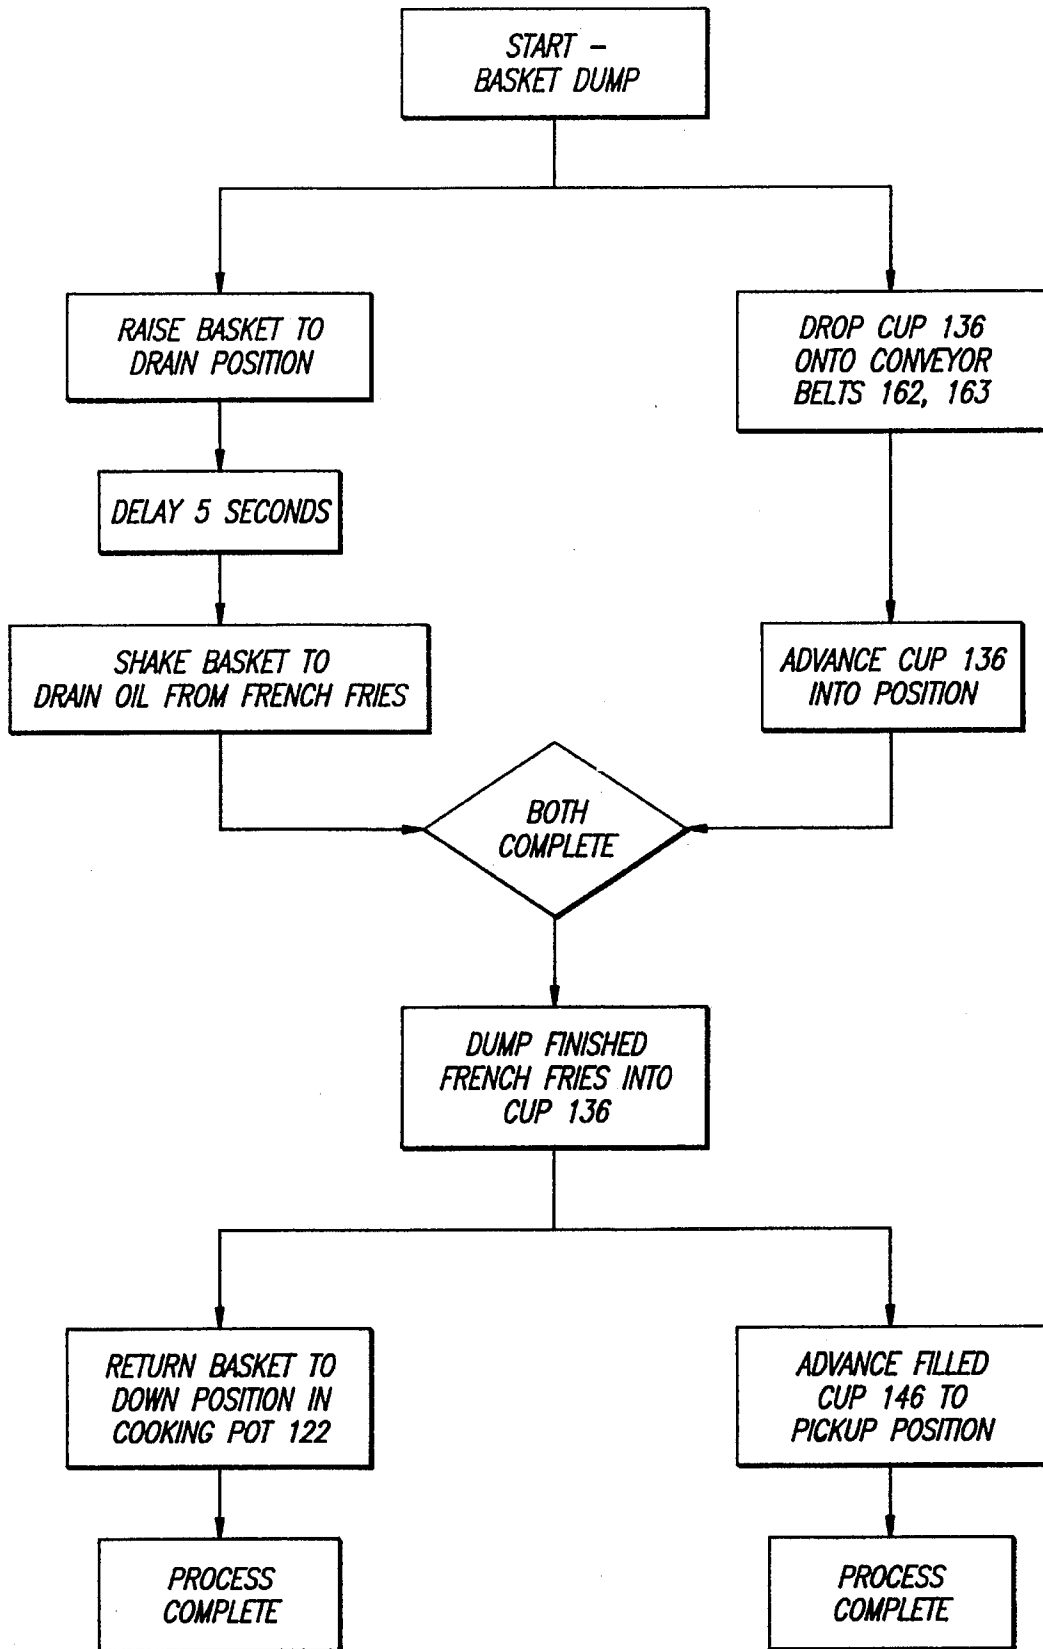 START –
BASKET DUMP
RAISE BASKET TO
DRAIN POSITION
DROP CUP 136
ONTO CONVEYOR
BELTS 162, 163
DELAY 5 SECONDS
SHAKE BASKET TO
DRAIN OIL FROM FRENCH FRIES
ADVANCE CUP 136
INTO POSITION
BOTH
COMPLETE
DUMP FINISHED
FRENCH FRIES INTO
CUP 136
RETURN BASKET TO
DOWN POSITION IN
COOKING POT 122
ADVANCE FILLED
CUP 146 TO
PICKUP POSITION
PROCESS
COMPLETE
PROCESS
COMPLETE